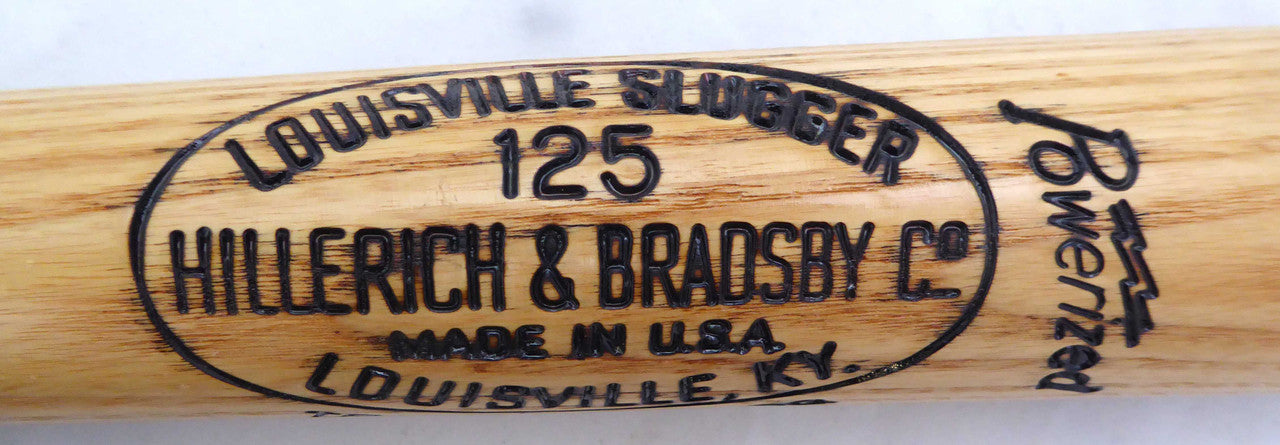 LOUISVILLE SLUGGER
125
HILLERICH & BRADSBY Co
MADE IN U.S.A.
LOUISVILLE, KY.
Powerized